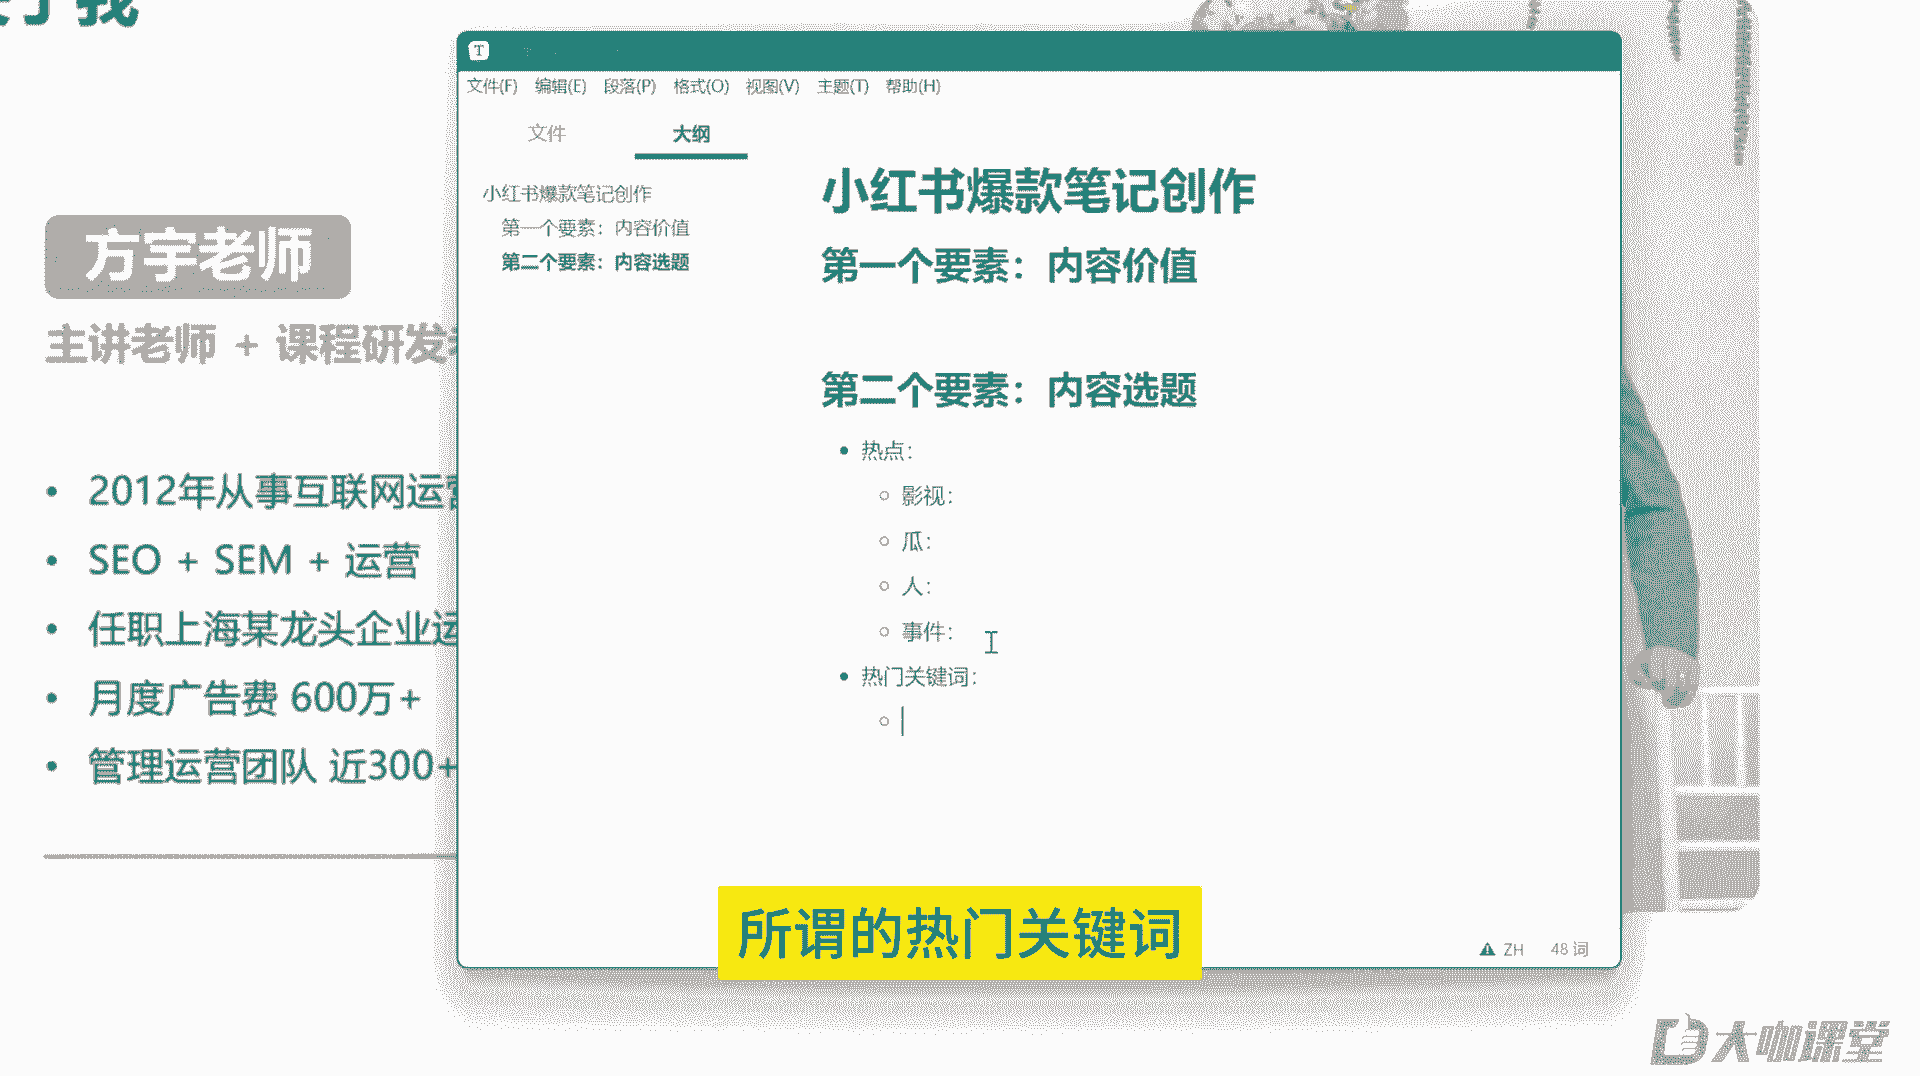 我
T
文件(F) 编辑(E) 段落(P) 格式(O) 视图(V) 主题(T) 帮助(H)
文件 大纲
小红书爆款笔记创作
第一个要素：内容价值
第二个要素：内容选题
小红书爆款笔记创作
第一个要素：内容价值
第二个要素：内容选题
热点：
影视：
瓜：
人：
事件：
热门关键词：
方宇老师
主讲老师 + 课程研发
2012年从事互联网运营
SEO + SEM + 运营
任职上海某龙头企业运
月度广告费 600万+
管理运营团队 近300+
所谓的热门关键词
ZH 48 词
大咖课堂